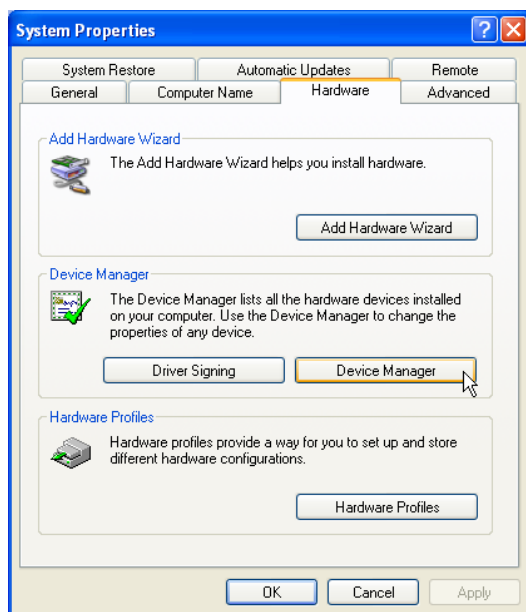 System Properties
System Restore Automatic Updates Remote
General Computer Name Hardware Advanced
Add Hardware Wizard
The Add Hardware Wizard helps you install hardware.
Add Hardware Wizard
Device Manager
The Device Manager lists all the hardware devices installed
on your computer. Use the Device Manager to change the
properties of any device.
Driver Signing Device Manager
Hardware Profiles
Hardware profiles provide a way for you to set up and store
different hardware configurations.
Hardware Profiles
OK Cancel Apply